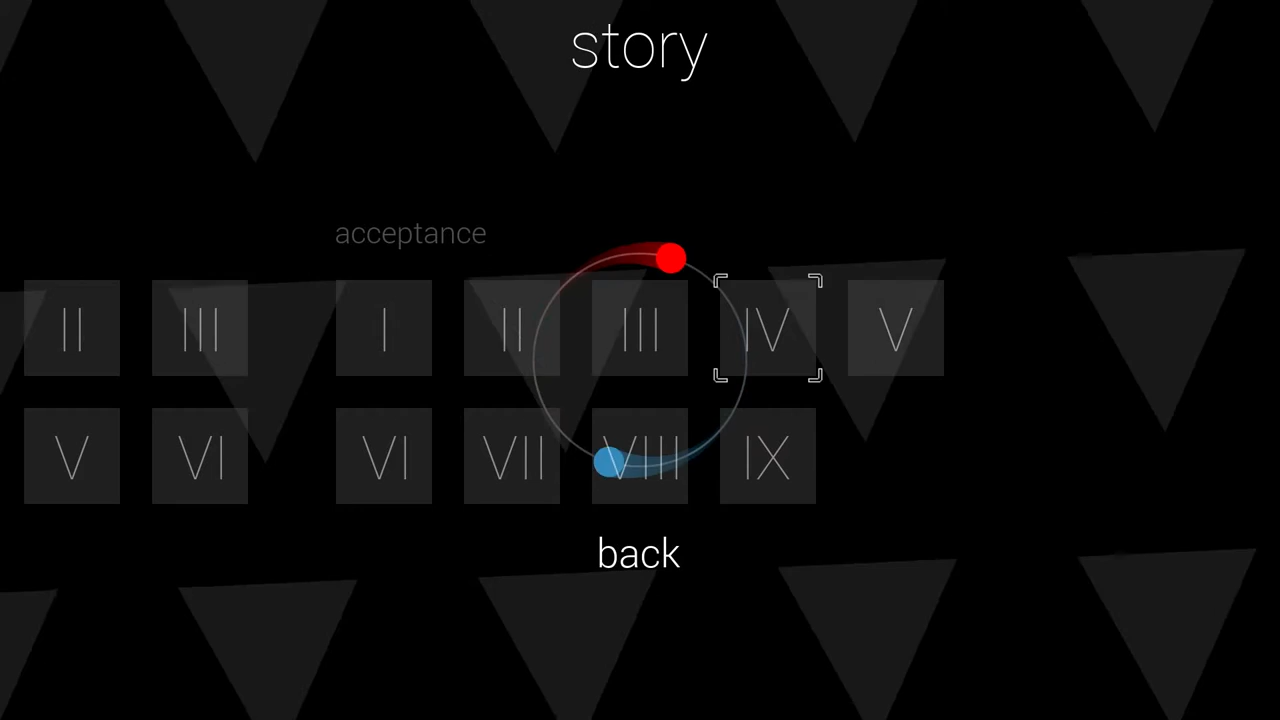 story
acceptance
II III I II III IV V
V VI VI VII VIII IX
back